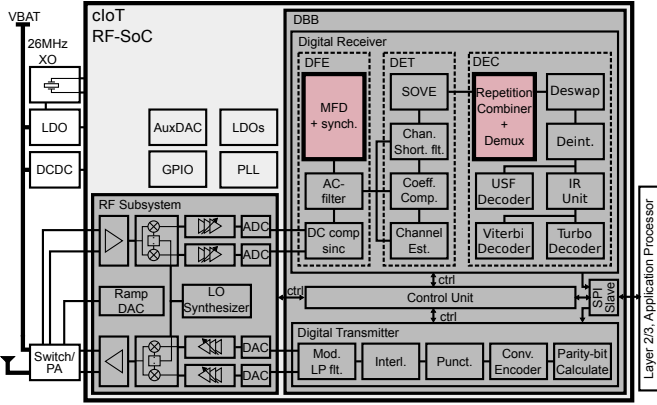 VBAT
26MHz
XO
LDO
DCDC
Switch/
PA
cIoT
RF-SoC
AuxDAC
LDOs
GPIO
PLL
RF Subsystem
ADC
ADC
Ramp
DAC
LO
Synthesizer
DAC
DAC
DBB
Digital Receiver
DFE
MFD
+ synch.
AC-
filter
DC comp
sinc
DET
SOVE
Chan.
Short. flt.
Coeff.
Comp.
Channel
Est.
DEC
Repetition
Combiner
+
Demux
Deswap
Deint.
USF
Decoder
IR
Unit
Viterbi
Decoder
Turbo
Decoder
ctrl
ctrl
Control Unit
ctrl
SPI
Slave
Digital Transmitter
Mod.
LP flt.
Interl.
Punct.
Conv.
Encoder
Parity-bit
Calculate
Layer 2/3, Application Processor